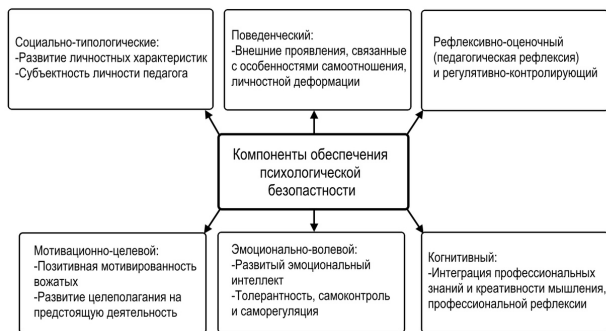 Социально-типологические:
-Развитие личностных характеристик
-Субъектность личности педагога
Поведенческий:
-Внешние проявления, связанные
с особенностями самоотношения,
личностной деформации
Рефлексивно-оценочный
(педагогическая рефлексия)
и регулятивно-контролирующий
Компоненты обеспечения
психологической
безопастности
Мотивационно-целевой:
-Позитивная мотивированность
вожатых
-Развитие целеполагания на
предстоящую деятельность
Эмоционально-волевой:
-Развитый эмоциональный
интеллект
-Толерантность, самоконтроль
и саморегуляция
Когнитивный:
-Интеграция профессиональных
знаний и креативности мышления,
профессиональной рефлексии